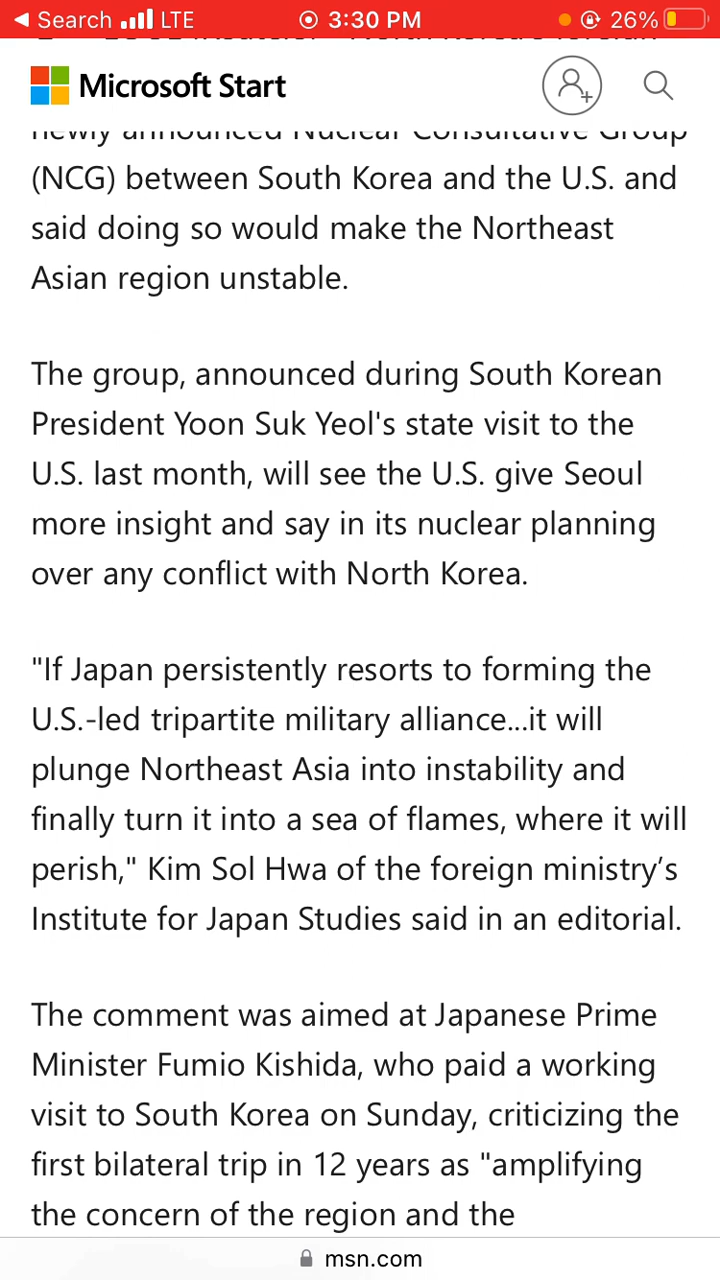 Search LTE 3:30 PM 26%
Microsoft Start
newly announced Nuclear Consultative Group
(NCG) between South Korea and the U.S. and
said doing so would make the Northeast
Asian region unstable.
The group, announced during South Korean
President Yoon Suk Yeol's state visit to the
U.S. last month, will see the U.S. give Seoul
more insight and say in its nuclear planning
over any conflict with North Korea.
"If Japan persistently resorts to forming the
U.S.-led tripartite military alliance...it will
plunge Northeast Asia into instability and
finally turn it into a sea of flames, where it will
perish," Kim Sol Hwa of the foreign ministry’s
Institute for Japan Studies said in an editorial.
The comment was aimed at Japanese Prime
Minister Fumio Kishida, who paid a working
visit to South Korea on Sunday, criticizing the
first bilateral trip in 12 years as "amplifying
the concern of the region and the
msn.com